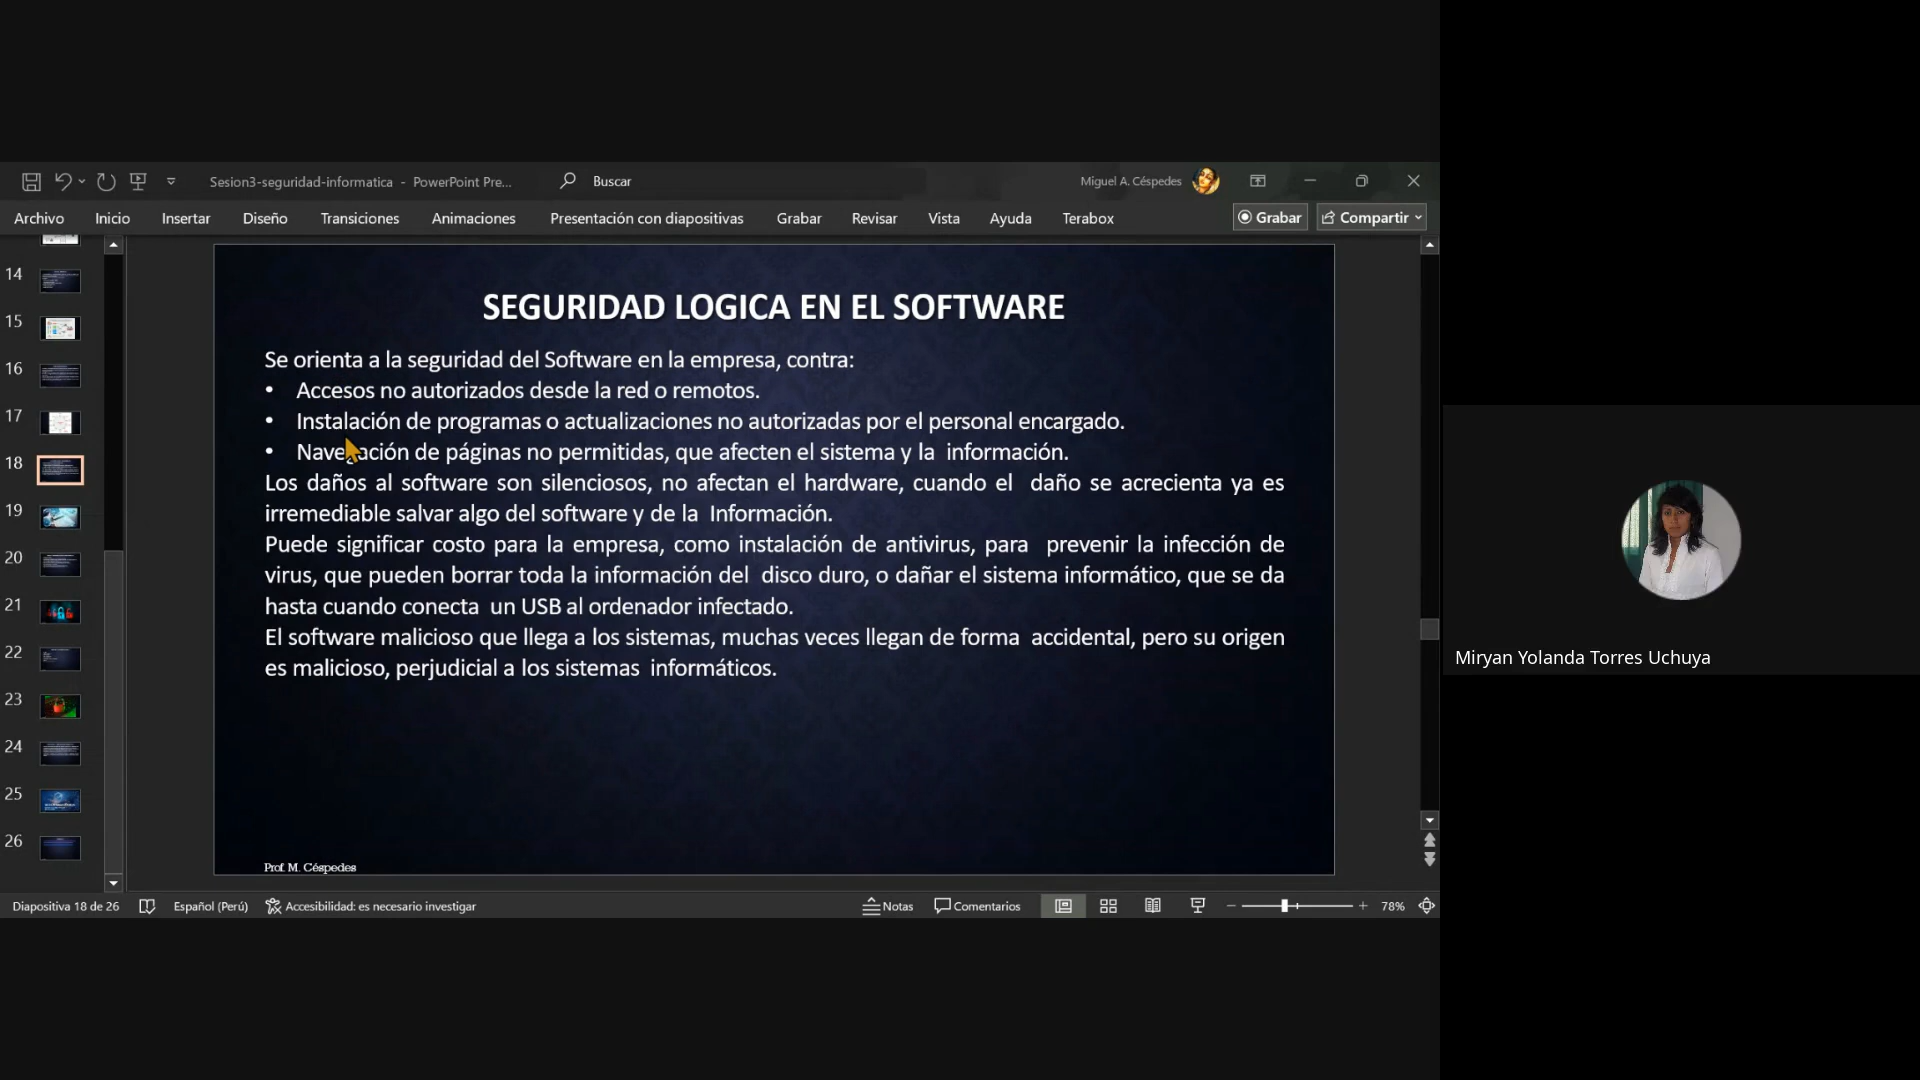 Sesion3-seguridad-informatica - PowerPoint Pre...
Buscar
Miguel A. Céspedes
Archivo Inicio Insertar Diseño Transiciones Animaciones Presentación con diapositivas Grabar Revisar Vista Ayuda Terabox Grabar Compartir
14
15
16
17
18
19
20
21
22
23
24
25
26
SEGURIDAD LOGICA EN EL SOFTWARE
Se orienta a la seguridad del Software en la empresa, contra:
• Accesos no autorizados desde la red o remotos.
• Instalación de programas o actualizaciones no autorizadas por el personal encargado.
• Navegación de páginas no permitidas, que afecten el sistema y la información.
Los daños al software son silenciosos, no afectan el hardware, cuando el daño se acrecienta ya es
irremediable salvar algo del software y de la Información.
Puede significar costo para la empresa, como instalación de antivirus, para prevenir la infección de
virus, que pueden borrar toda la información del disco duro, o dañar el sistema informático, que se da
hasta cuando conecta un USB al ordenador infectado.
El software malicioso que llega a los sistemas, muchas veces llegan de forma accidental, pero su origen
es malicioso, perjudicial a los sistemas informáticos.
Prof. M. Céspedes
Diapositiva 18 de 26 Español (Perú) Accesibilidad: es necesario investigar Notas Comentarios 78%
Miryan Yolanda Torres Uchuya